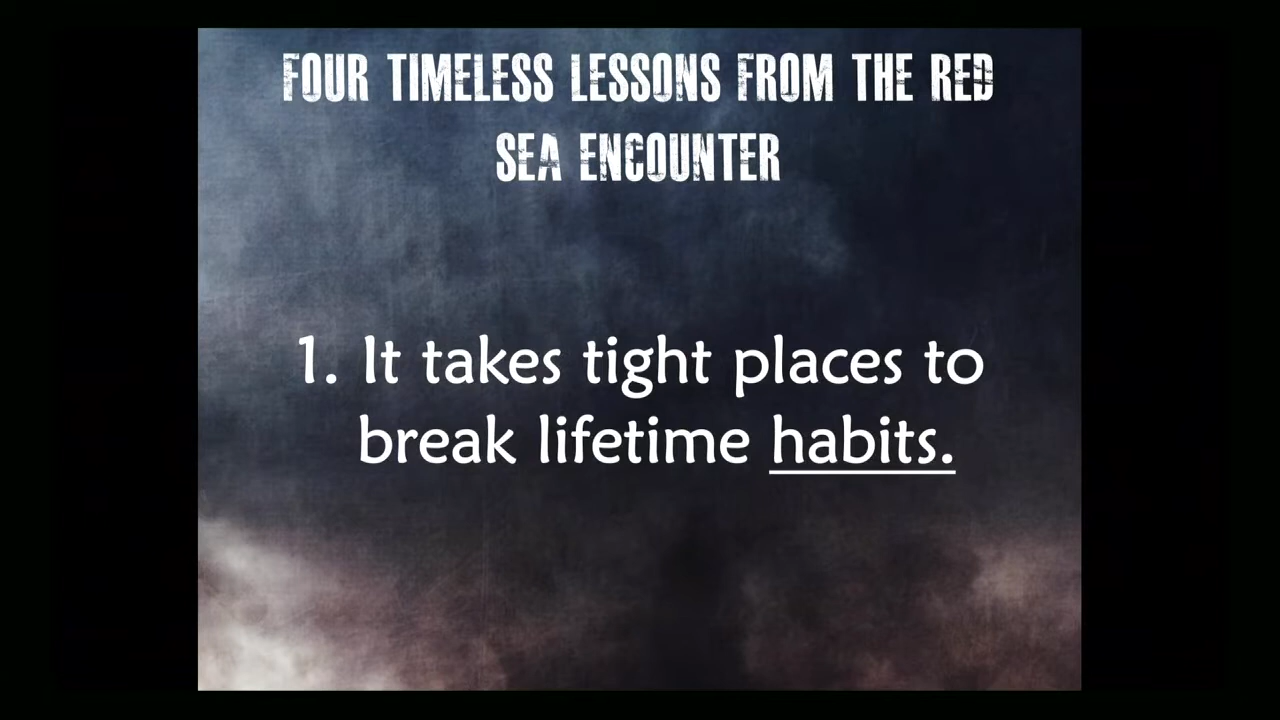 FOUR TIMELESS LESSONS FROM THE RED
SEA ENCOUNTER
1. It takes tight places to
break lifetime habits.